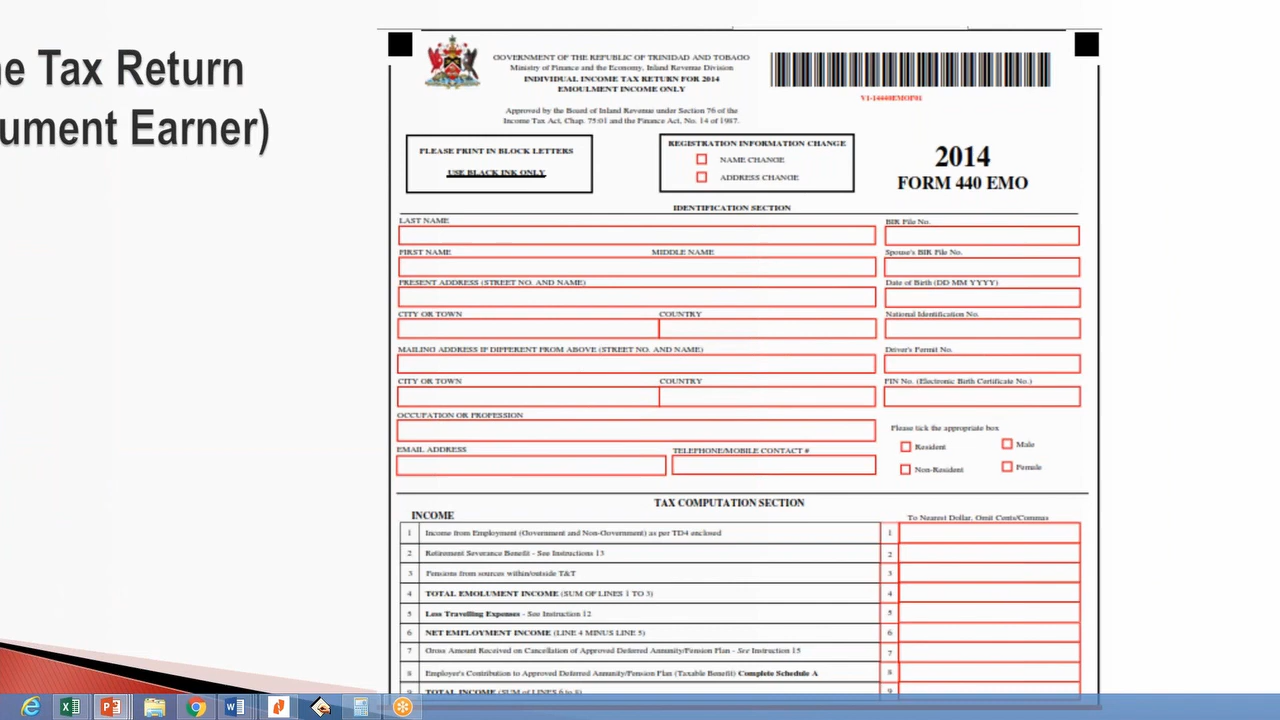 e Tax Return
ument Earner)
GOVERNMENT OF THE REPUBLIC OF TRINIDAD AND TOBAGO
Ministry of Finance and the Economy, Inland Revenue Division
INDIVIDUAL INCOME TAX RETURN FOR 2014
EMOULMENT INCOME ONLY
V1-14440EMOP01
Approved by the Board of Inland Revenue under Section 76 of the
Income Tax Act, Chap. 75:01 and the Finance Act, No. 14 of 1987.
PLEASE PRINT IN BLOCK LETTERS
USE BLACK INK ONLY
REGISTRATION INFORMATION CHANGE
NAME CHANGE
ADDRESS CHANGE
2014
FORM 440 EMO
IDENTIFICATION SECTION
LAST NAME
BIR File No.
FIRST NAME MIDDLE NAME
Spouse's BIR File No.
PRESENT ADDRESS (STREET NO. AND NAME)
Date of Birth (DD MM YYYY)
CITY OR TOWN COUNTRY
National Identification No.
MAILING ADDRESS IF DIFFERENT FROM ABOVE (STREET NO. AND NAME)
Driver's Permit No.
CITY OR TOWN COUNTRY
PIN No. (Electronic Birth Certificate No.)
OCCUPATION OR PROFESSION
Please tick the appropriate box
Resident Male
Non-Resident Female
EMAIL ADDRESS TELEPHONE/MOBILE CONTACT #
TAX COMPUTATION SECTION
INCOME
To Nearest Dollar, Omit Cents/Commas
1 Income from Employment (Government and Non-Government) as per TD4 enclosed 1
2 Retirement Severance Benefit - See Instructions 13 2
3 Pensions from sources within/outside T&T 3
4 TOTAL EMOLUMENT INCOME (SUM OF LINES 1 TO 3) 4
5 Less Travelling Expenses - See Instruction 12 5
6 NET EMPLOYMENT INCOME (LINE 4 MINUS LINE 5) 6
7 Gross Amount Received on Cancellation of Approved Deferred Annuity/Pension Plan - See Instruction 15 7
8 Employer's Contribution to Approved Deferred Annuity/Pension Plan (Taxable Benefit) Complete Schedule A 8
9 TOTAL INCOME (SUM OF LINES 6 to 8) 9